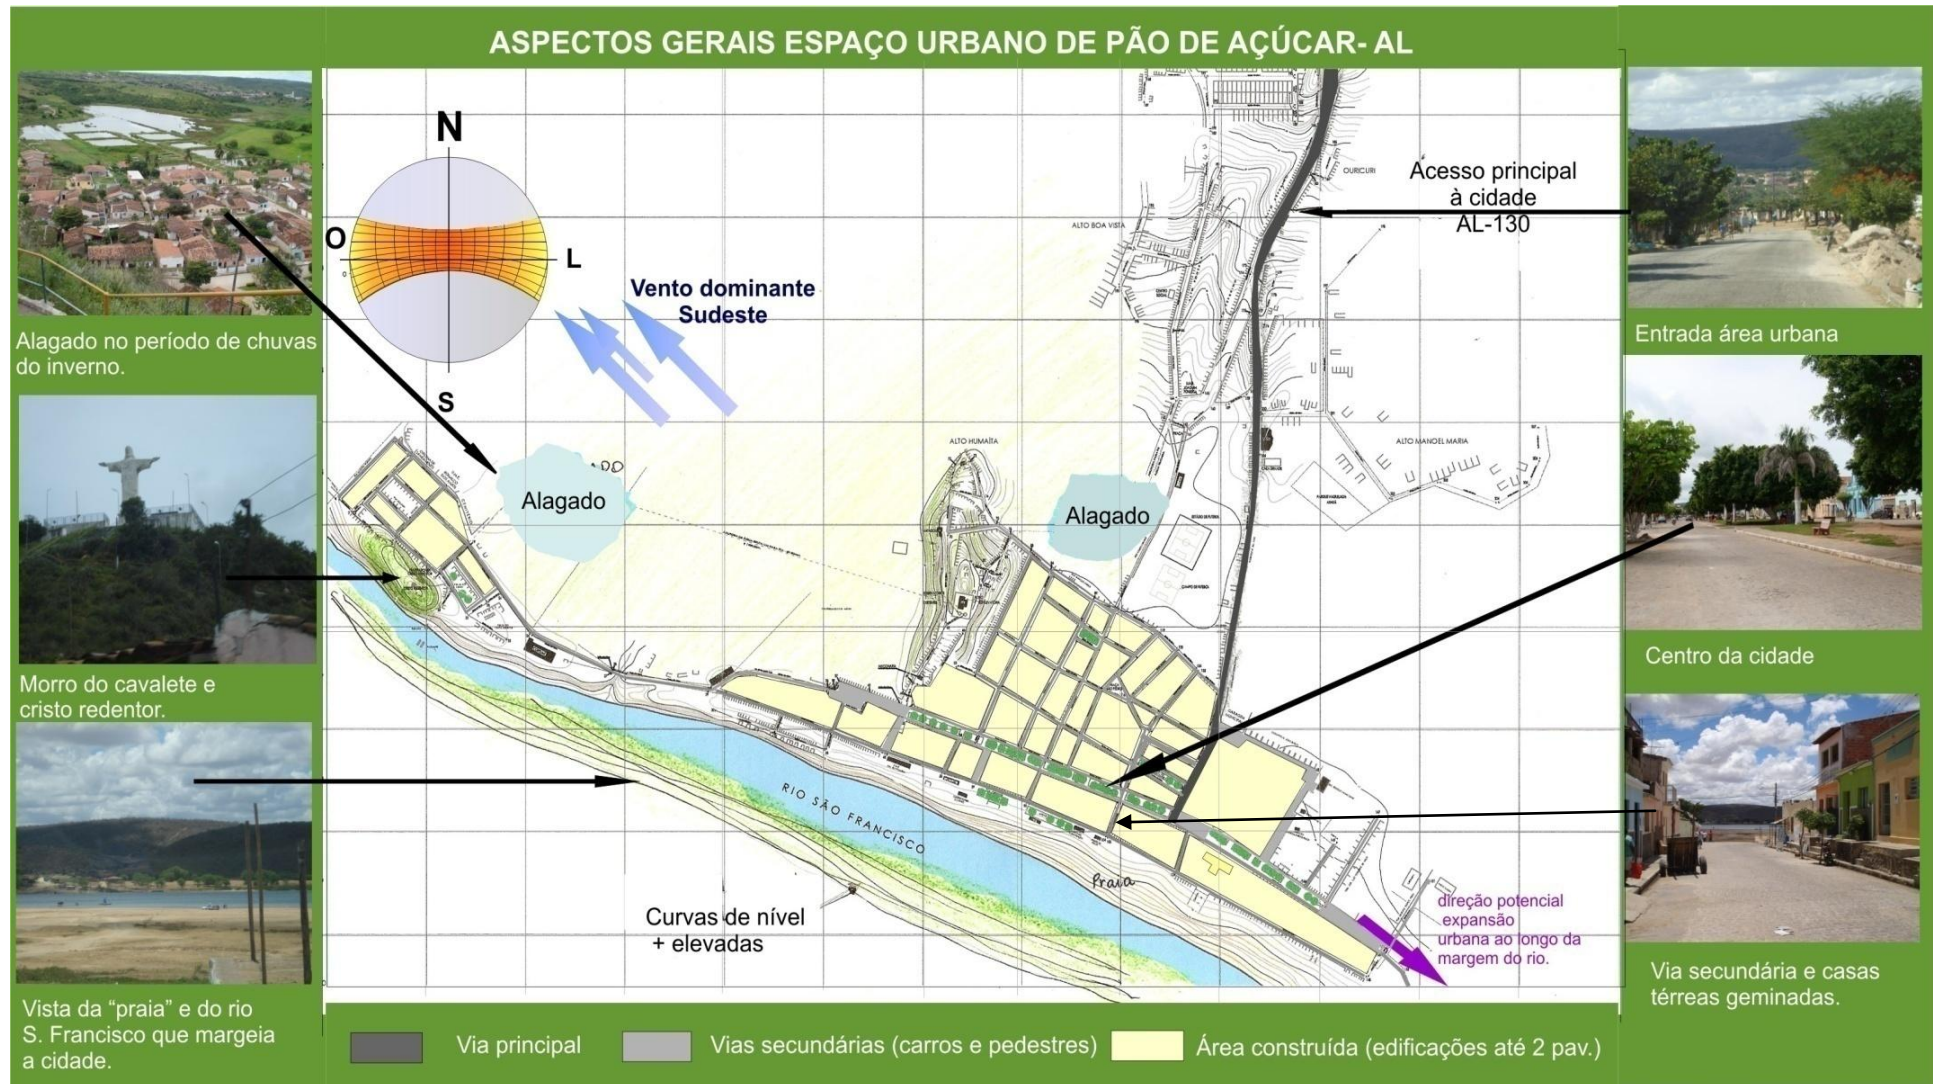 ASPECTOS GERAIS ESPAÇO URBANO DE PÃO DE AÇÚCAR- AL
Alagado no período de chuvas
do inverno.
Morro do cavalete e
cristo redentor.
Vista da “praia” e do rio
S. Francisco que margeia
a cidade.
N
O
L
S
Vento dominante
Sudeste
Alagado
Alagado
ALTO HUMAITA
ALTO BOA VISTA
OURICURI
ALTO MANOEL MARIA
Acesso principal
à cidade
AL-130
RIO SÃO FRANCISCO
Praia
Curvas de nível
+ elevadas
direção potencial
expansão
urbana ao longo da
margem do rio.
Entrada área urbana
Centro da cidade
Via secundária e casas
térreas geminadas.
Via principal
Vias secundárias (carros e pedestres)
Área construída (edificações até 2 pav.)